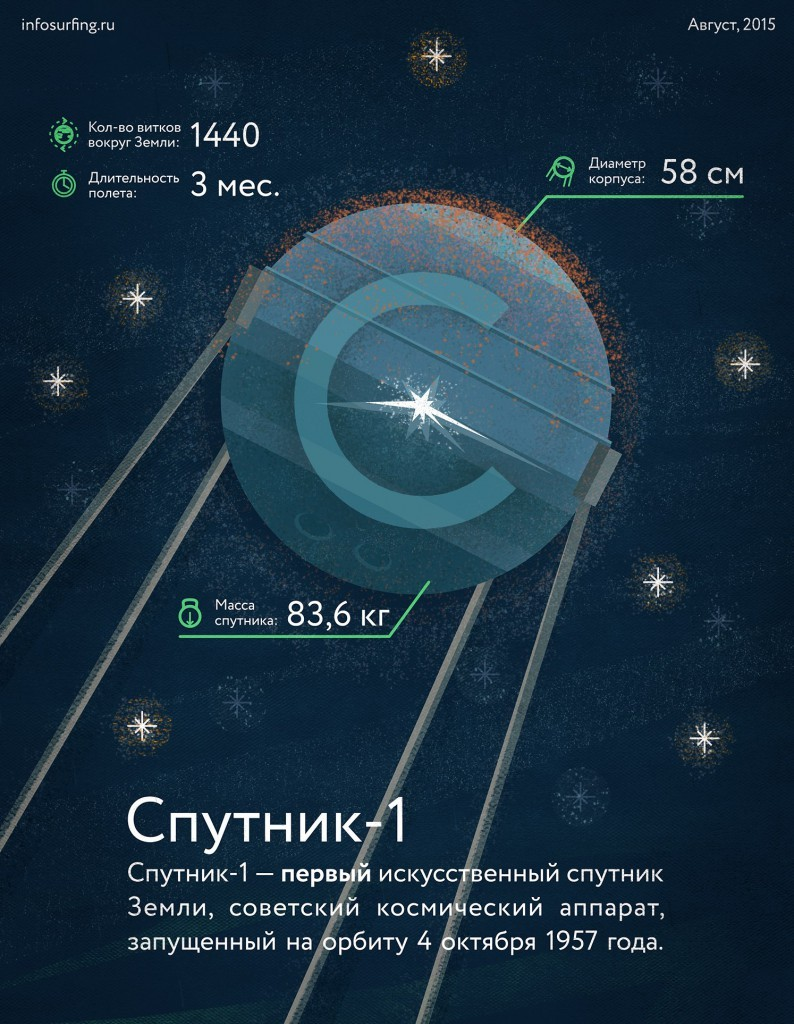 infosurfing.ru
Август, 2015
Кол-во витков
вокруг Земли: 1440
Длительность
полета: 3 мес.
Диаметр
корпуса: 58 см
С
Масса
спутника: 83,6 кг
Спутник-1
Спутник-1 — первый искусственный спутник
Земли, советский космический аппарат,
запущенный на орбиту 4 октября 1957 года.